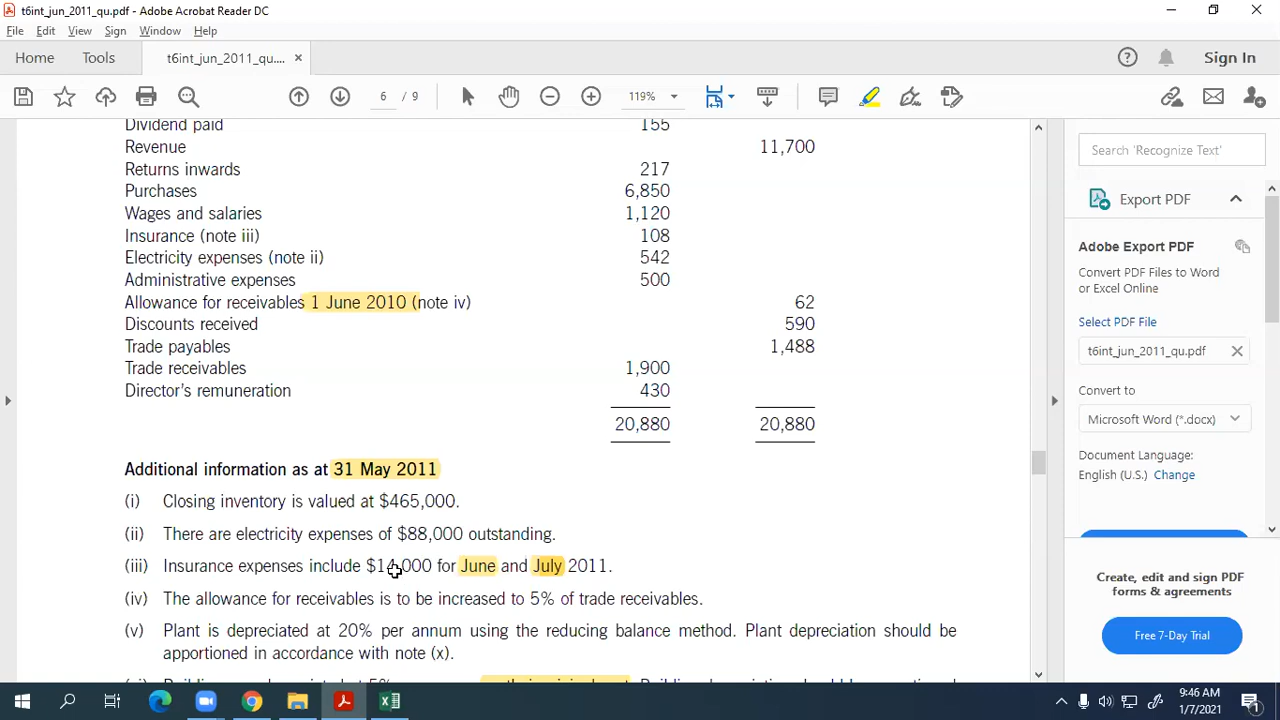 t6int_jun_2011_qu.pdf - Adobe Acrobat Reader DC
File Edit View Sign Window Help
Home Tools t6int_jun_2011_qu.... × Sign In
6 / 9 119%
Dividend paid 155
Revenue 11,700
Returns inwards 217
Purchases 6,850
Wages and salaries 1,120
Insurance (note iii) 108
Electricity expenses (note ii) 542
Administrative expenses 500
Allowance for receivables 1 June 2010 (note iv) 62
Discounts received 590
Trade payables 1,488
Trade receivables 1,900
Director's remuneration 430
20,880 20,880
Additional information as at 31 May 2011
(i) Closing inventory is valued at $465,000.
(ii) There are electricity expenses of $88,000 outstanding.
(iii) Insurance expenses include $14,000 for June and July 2011.
(iv) The allowance for receivables is to be increased to 5% of trade receivables.
(v) Plant is depreciated at 20% per annum using the reducing balance method. Plant depreciation should be
apportioned in accordance with note (x).
Search 'Recognize Text'
Export PDF
Adobe Export PDF
Convert PDF Files to Word
or Excel Online
Select PDF File
t6int_jun_2011_qu.pdf
Convert to
Microsoft Word (*.docx)
Document Language:
English (U.S.) Change
Create, edit and sign PDF
forms & agreements
Free 7-Day Trial
9:46 AM
1/7/2021
1